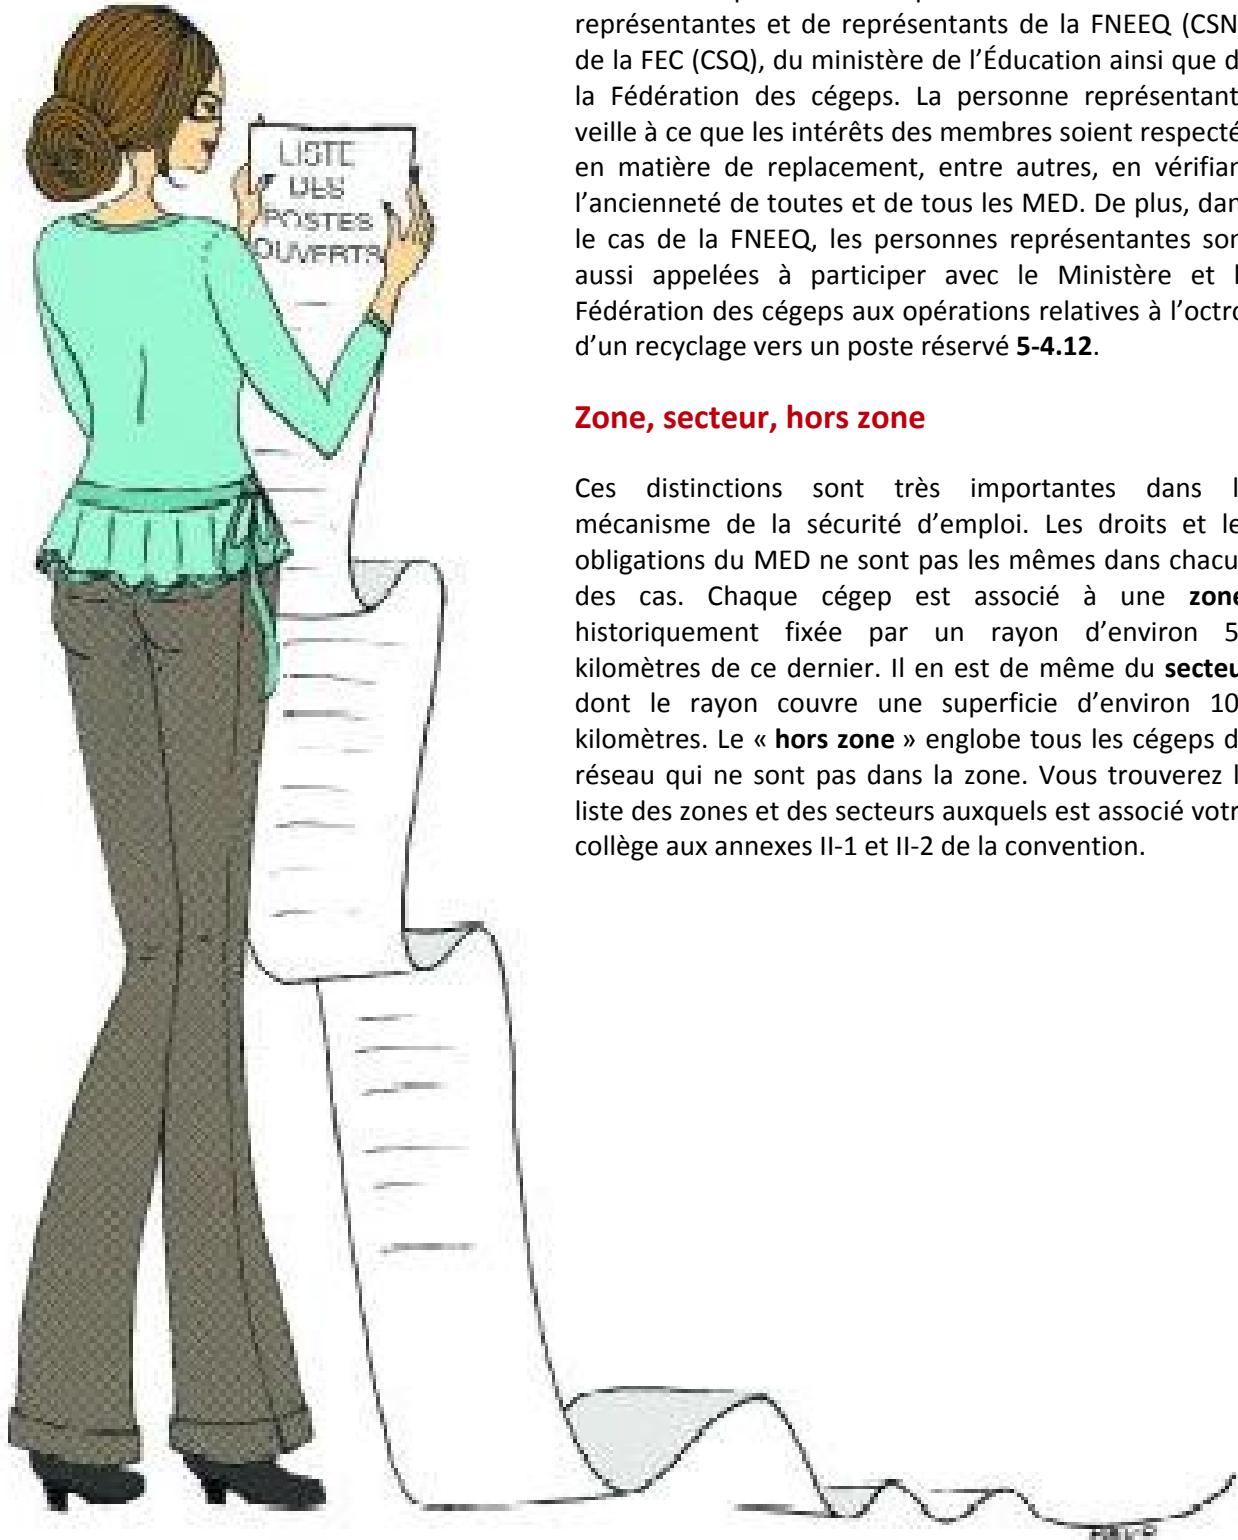 LISTE
DES
POSTES
OUVERTS
représentantes et de représentants de la FNEEQ (CSN
de la FEC (CSQ), du ministère de l’Éducation ainsi que d
la Fédération des cégeps. La personne représentant
veille à ce que les intérêts des membres soient respecté
en matière de replacement, entre autres, en vérifian
l’ancienneté de toutes et de tous les MED. De plus, dan
le cas de la FNEEQ, les personnes représentantes son
aussi appelées à participer avec le Ministère et l
Fédération des cégeps aux opérations relatives à l’octro
d’un recyclage vers un poste réservé 5-4.12.
Zone, secteur, hors zone
Ces distinctions sont très importantes dans l
mécanisme de la sécurité d’emploi. Les droits et le
obligations du MED ne sont pas les mêmes dans chacu
des cas. Chaque cégep est associé à une zone
historiquement fixée par un rayon d’environ 5
kilomètres de ce dernier. Il en est de même du secteu
dont le rayon couvre une superficie d’environ 10
kilomètres. Le « hors zone » englobe tous les cégeps d
réseau qui ne sont pas dans la zone. Vous trouverez l
liste des zones et des secteurs auxquels est associé votr
collège aux annexes II-1 et II-2 de la convention.